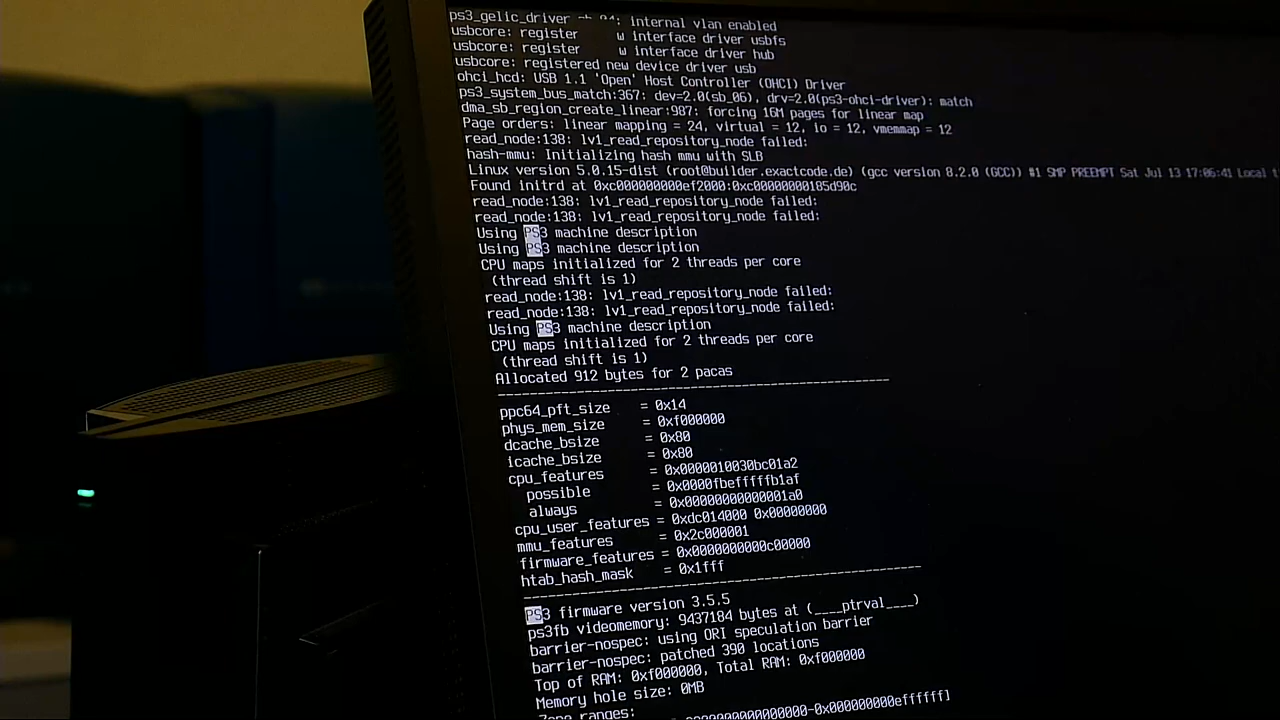 ps3_gelic_driver internal vlan enabled
usbcore: register w interface driver usbfs
usbcore: register w interface driver hub
usbcore: registered new device driver usb
ohci_hcd: USB 1.1 'Open' Host Controller (OHCI) Driver
ps3_system_bus_match:367: dev=2.0(sb_06), drv=2.0(ps3-ohci-driver): match
dma_sb_region_create_linear:987: forcing 16M pages for linear map
Page orders: linear mapping = 24, virtual = 12, io = 12, vmemmap = 12
read_node:138: lv1_read_repository_node failed:
hash-mmu: Initializing hash mmu with SLB
Linux version 5.0.15-dist (root@builder.exactcode.de) (gcc version 8.2.0 (GCC)) #1 SMP PREEMPT Sat Jul 13 17:06:41 Local t
Found initrd at 0xc000000000ef2000:0xc00000000185d90c
read_node:138: lv1_read_repository_node failed:
read_node:138: lv1_read_repository_node failed:
Using PS3 machine description
Using PS3 machine description
CPU maps initialized for 2 threads per core
(thread shift is 1)
read_node:138: lv1_read_repository_node failed:
read_node:138: lv1_read_repository_node failed:
Using PS3 machine description
CPU maps initialized for 2 threads per core
(thread shift is 1)
Allocated 912 bytes for 2 pacas
-----------------------------------------------------
ppc64_pft_size = 0x14
phys_mem_size = 0xf000000
dcache_bsize = 0x80
icache_bsize = 0x80
cpu_features = 0x0000010030bc01a2
possible = 0x0000fbefffffb1af
always = 0x00000000000001a0
cpu_user_features = 0xdc014000 0x00000000
mmu_features = 0x2c000001
firmware_features = 0x0000000000c00000
htab_hash_mask = 0x1fff
-----------------------------------------------------
PS3 firmware version 3.5.5
ps3fb videomemory: 9437184 bytes at (____ptrval____)
barrier-nospec: using ORI speculation barrier
barrier-nospec: patched 390 locations
Top of RAM: 0xf000000, Total RAM: 0xf000000
Memory hole size: 0MB
Zone ranges: